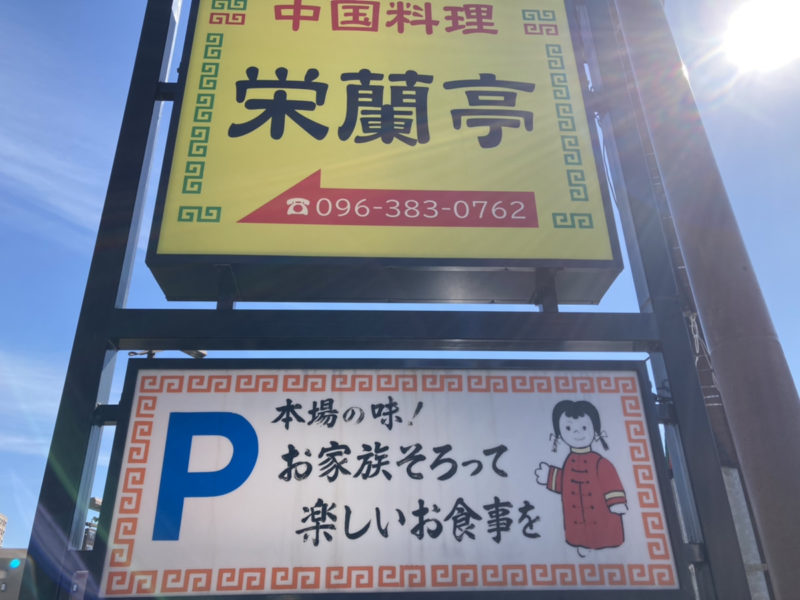 中国料理
栄蘭亭
☎096-383-0762
P
本場の味!
お家族そろって
楽しいお食事を